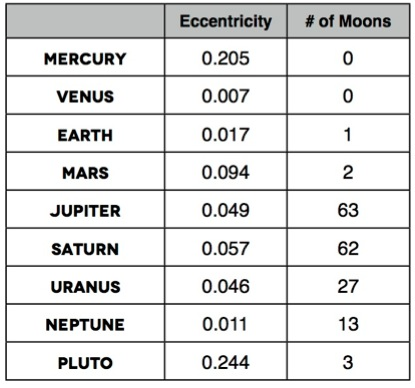 Eccentricity # of Moons
MERCURY 0.205 0
VENUS 0.007 0
EARTH 0.017 1
MARS 0.094 2
JUPITER 0.049 63
SATURN 0.057 62
URANUS 0.046 27
NEPTUNE 0.011 13
PLUTO 0.244 3